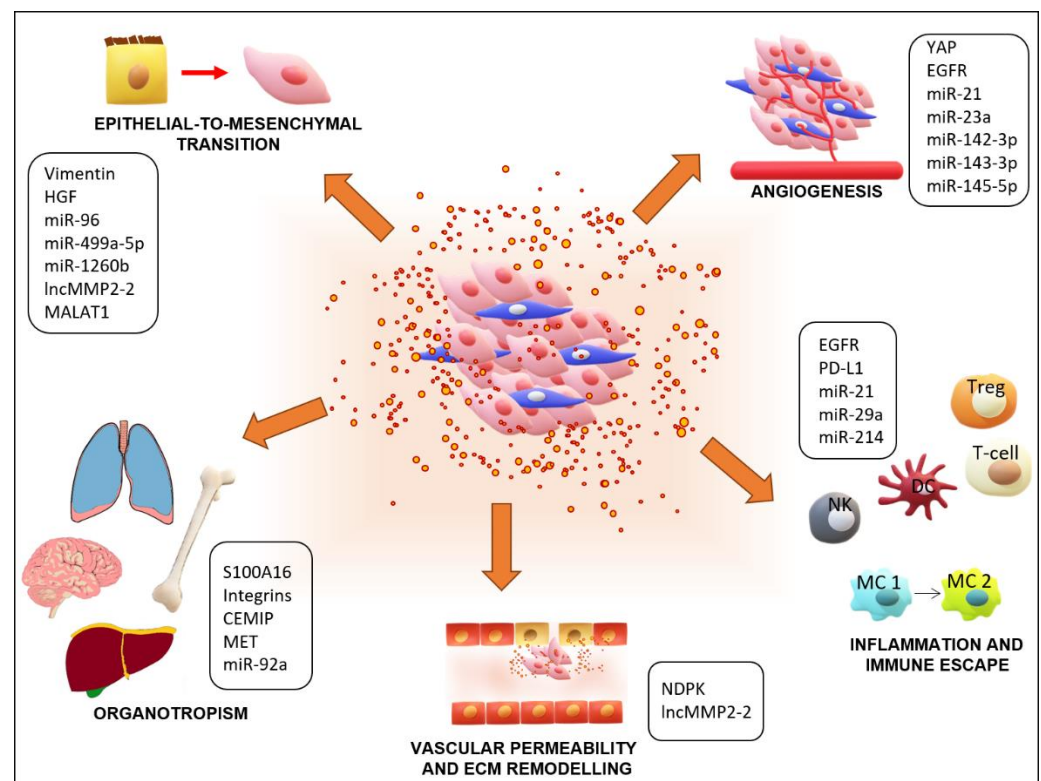 EPITHELIAL-TO-MESENCHYMAL
TRANSITION
Vimentin
HGF
miR-96
miR-499a-5p
miR-1260b
lncMMP2-2
MALAT1
YAP
EGFR
miR-21
miR-23a
miR-142-3p
miR-143-3p
miR-145-5p
ANGIOGENESIS
EGFR
PD-L1
miR-21
miR-29a
miR-214
Treg
T-cell
DC
NK
MC 1
MC 2
INFLAMMATION AND
IMMUNE ESCAPE
S100A16
Integrins
CEMIP
MET
miR-92a
ORGANOTROPISM
NDPK
lncMMP2-2
VASCULAR PERMEABILITY
AND ECM REMODELLING